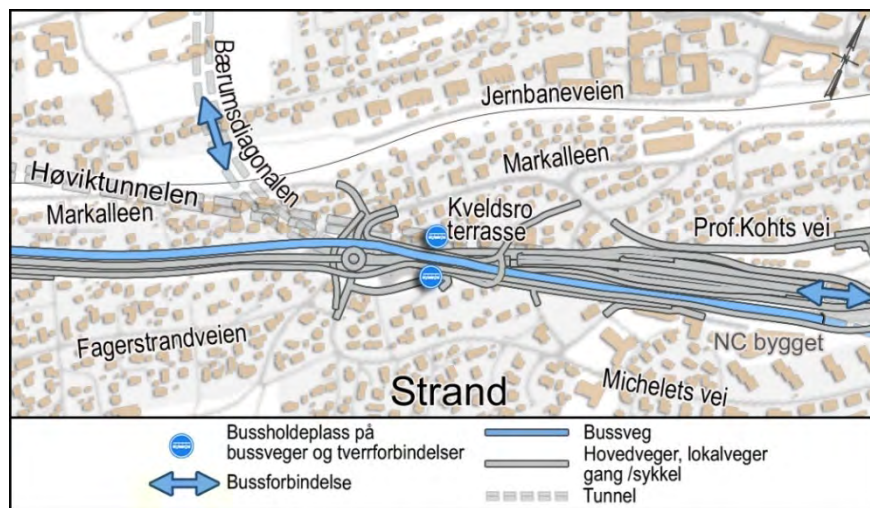 Bærumsdiagonalen
Jernbaneveien
Markalleen
Høviktunnelen
Markalleen
Kveldsro
terrasse
Prof.Kohts vei
Fagerstrandveien
NC bygget
Strand
Michelets vei
Bussholdeplass på
bussveger og tverrforbindelser
Bussforbindelse
Bussveg
Hovedveger, lokalveger
gang /sykkel
Tunnel